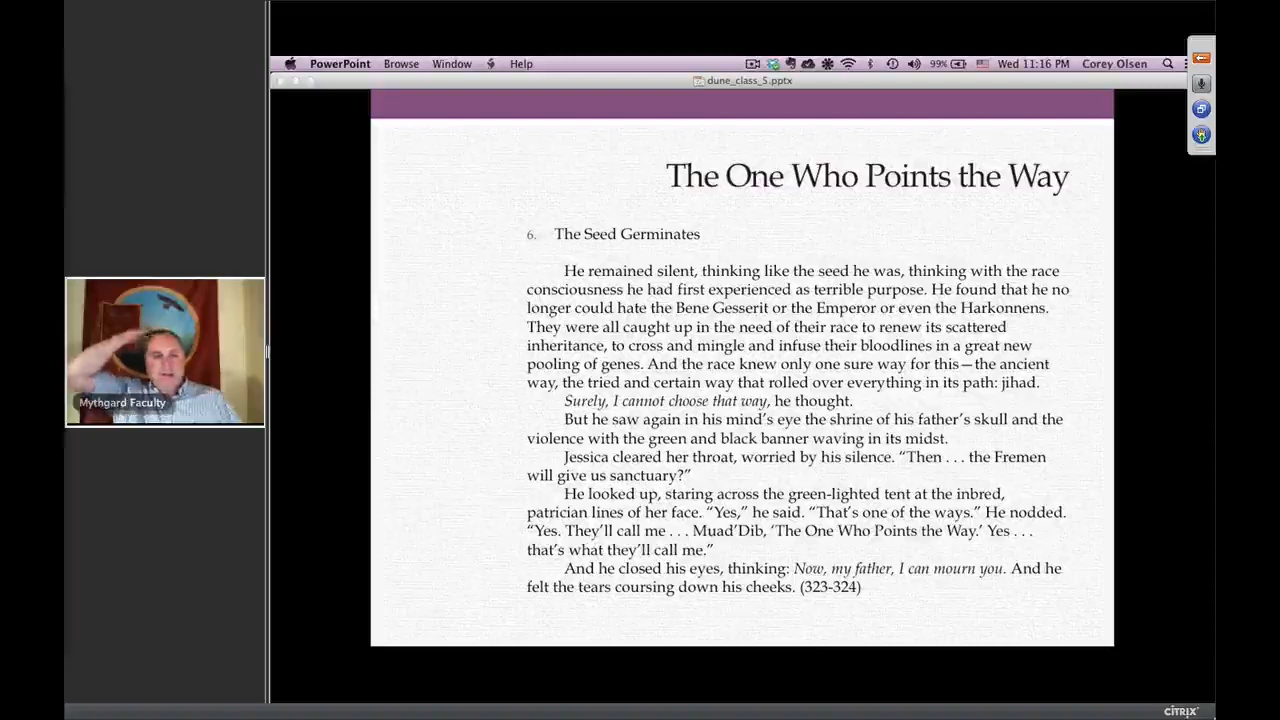 PowerPoint Browse Window Help 99% Wed 11:16 PM Corey Olsen
dune_class_5.pptx
The One Who Points the Way
6. The Seed Germinates
He remained silent, thinking like the seed he was, thinking with the race
consciousness he had first experienced as terrible purpose. He found that he no
longer could hate the Bene Gesserit or the Emperor or even the Harkonnens.
They were all caught up in the need of their race to renew its scattered
inheritance, to cross and mingle and infuse their bloodlines in a great new
pooling of genes. And the race knew only one sure way for this—the ancient
way, the tried and certain way that rolled over everything in its path: jihad.
Surely, I cannot choose that way, he thought.
But he saw again in his mind's eye the shrine of his father's skull and the
violence with the green and black banner waving in its midst.
Jessica cleared her throat, worried by his silence. “Then . . . the Fremen
will give us sanctuary?”
He looked up, staring across the green-lighted tent at the inbred,
patrician lines of her face. “Yes,” he said. “That's one of the ways.” He nodded.
“Yes. They'll call me . . . Muad'Dib, ‘The One Who Points the Way.’ Yes . . .
that's what they'll call me.”
And he closed his eyes, thinking: Now, my father, I can mourn you. And he
felt the tears coursing down his cheeks. (323-324)
Mythgard Faculty
CITRIX